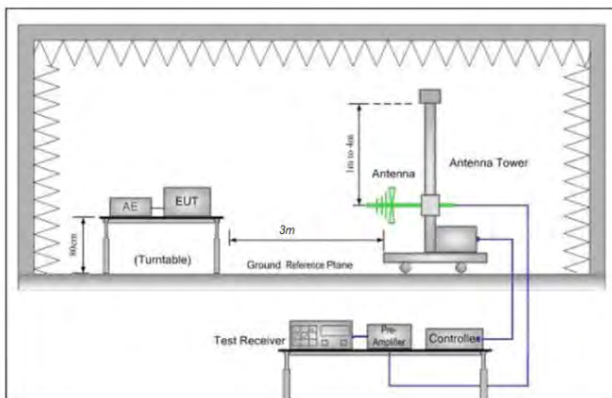 1m to 4m
Antenna
Antenna Tower
AE
EUT
80cm
(Turntable)
3m
Ground Reference Plane
Test Receiver
Pre-
Amplifier
Controller